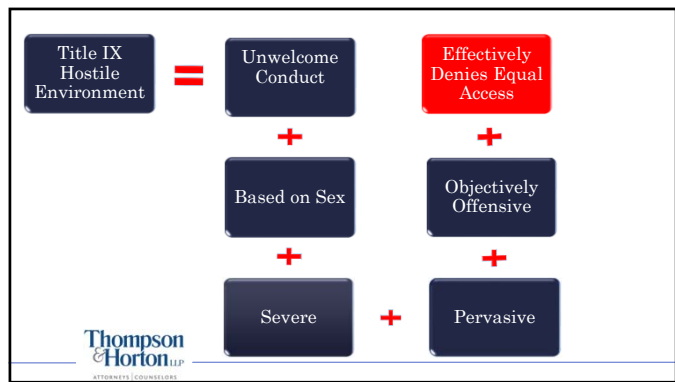 Title IX
Hostile
Environment
=
Unwelcome
Conduct
+
Based on Sex
+
Severe
+
Pervasive
+
Objectively
Offensive
+
Effectively
Denies Equal
Access
Thompson
&Horton LLP
ATTORNEYS | COUNSELORS